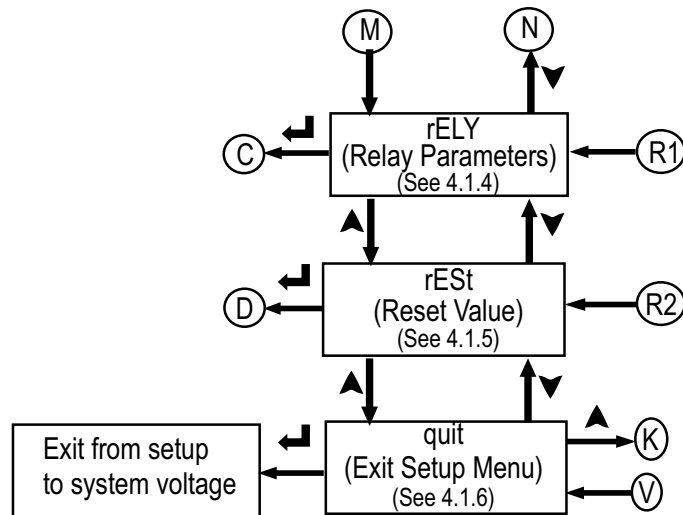 M
N
rELY
(Relay Parameters)
(See 4.1.4)
C
R1
rESt
(Reset Value)
(See 4.1.5)
D
R2
quit
(Exit Setup Menu)
(See 4.1.6)
Exit from setup
to system voltage
K
V